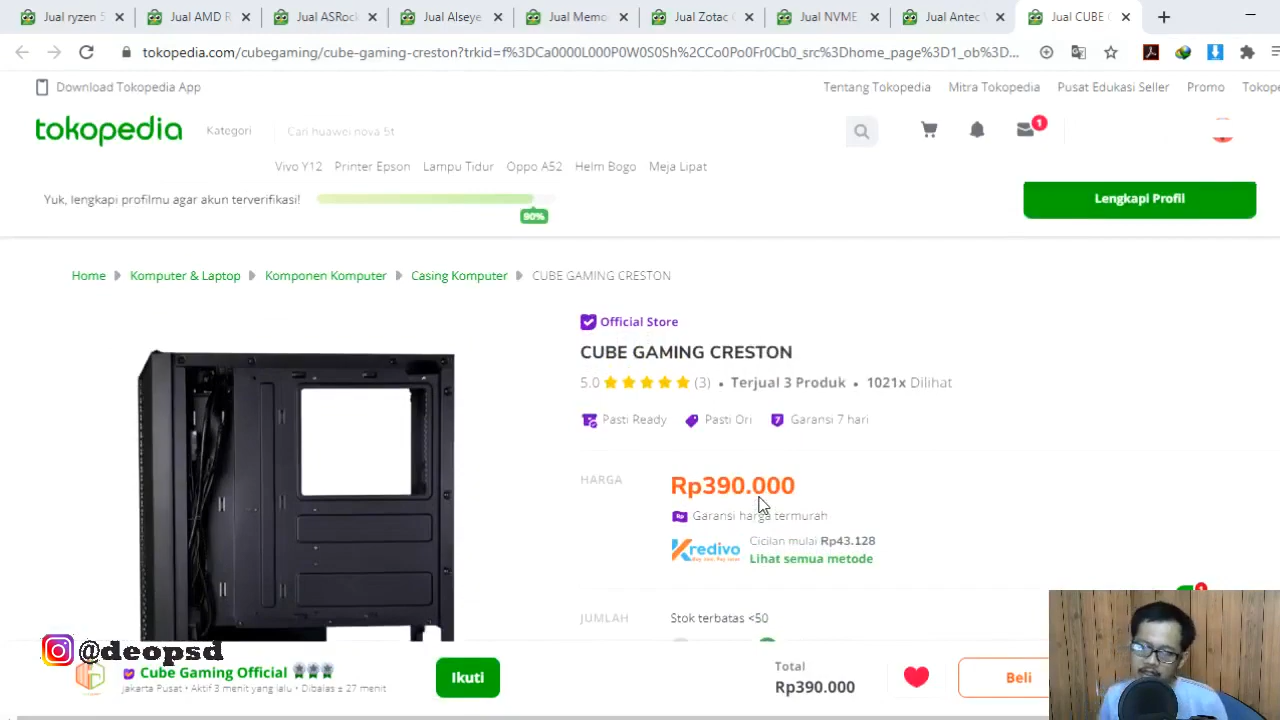 Jual ryzen 5
Jual AMD R
Jual ASRock
Jual Alseye
Jual Memo
Jual Zotac
Jual NVME
Jual Antec
Jual CUBE
tokopedia.com/cubegaming/cube-gaming-creston?trkid=f%3DCa0000L000P0W0S0Sh%2CCo0Po0Fr0Cb0_src%3Dhome_page%3D1_ob%3D...
Download Tokopedia App
Tentang Tokopedia
Mitra Tokopedia
Pusat Edukasi Seller
Promo
Tokop
tokopedia
Kategori
Cari huawei nova 5t
1
Vivo Y12
Printer Epson
Lampu Tidur
Oppo A52
Helm Bogo
Meja Lipat
Yuk, lengkapi profilmu agar akun terverifikasi!
90%
Lengkapi Profil
Home
Komputer & Laptop
Komponen Komputer
Casing Komputer
CUBE GAMING CRESTON
Official Store
CUBE GAMING CRESTON
5.0 (3) • Terjual 3 Produk • 1021x Dilihat
Pasti Ready
Pasti Ori
7 Garansi 7 hari
HARGA
Rp390.000
Rp Garansi harga termurah
Kredivo
Cicilan mulai Rp43.128
Lihat semua metode
JUMLAH
Stok terbatas <50
1
@deopsd
Cube Gaming Official
Jakarta Pusat • Aktif 3 menit yang lalu • Dibalas ± 27 menit
Ikuti
Total
Rp390.000
Beli